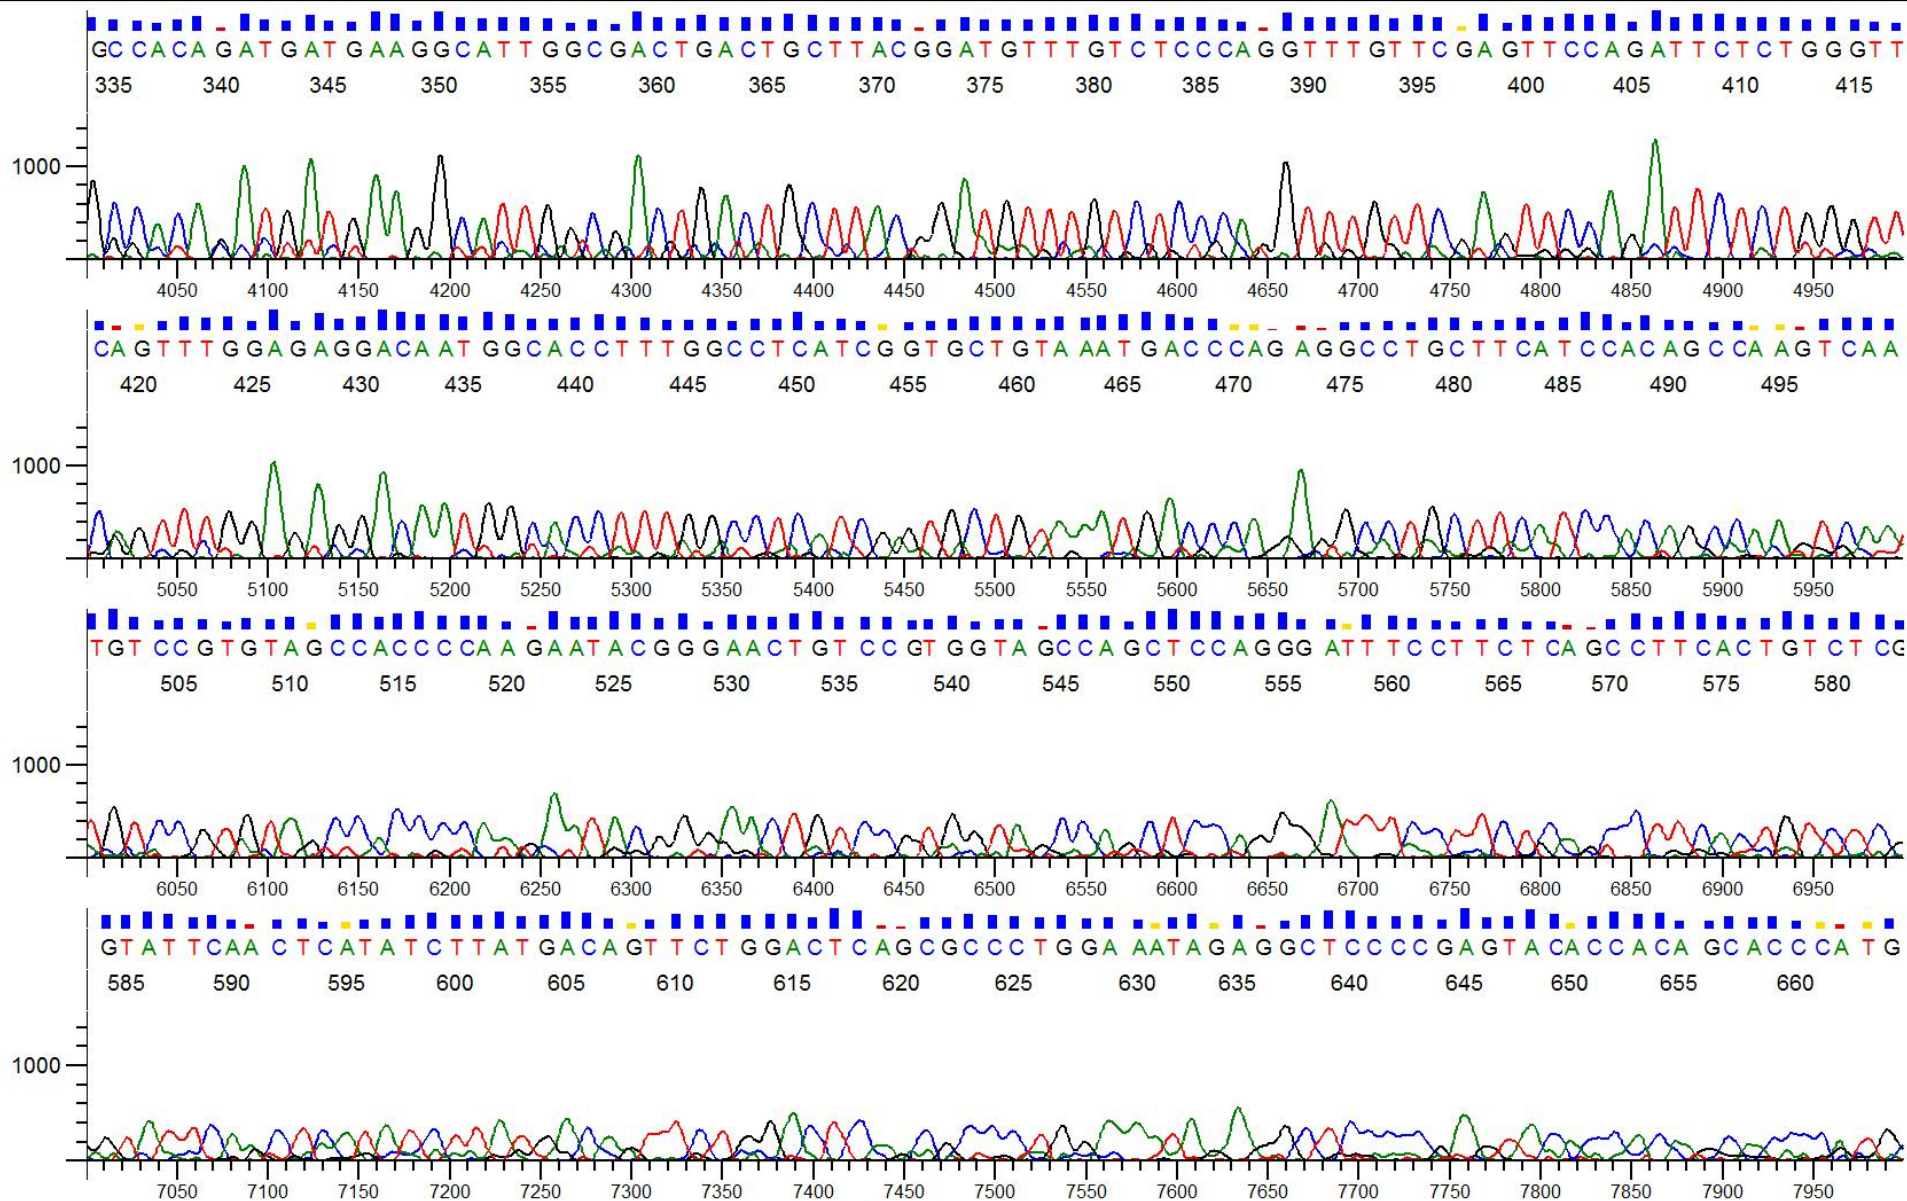 GCCACAGATGATGAAGGCATTGGCGACTGACTGCTTACGGATGTTTGTCTCCCAGGTTTGTTCGAGTTCCAGATTCTCTGGGTT
335 340 345 350 355 360 365 370 375 380 385 390 395 400 405 410 415
1000
4050 4100 4150 4200 4250 4300 4350 4400 4450 4500 4550 4600 4650 4700 4750 4800 4850 4900 4950
CAGTTTGGAGAGGACAATGGCACCTTTGGCCTCATCGGTGCTGTAAATGACCCAGAGGCCTGCTTCATCCACAGCCAAGTCAA
420 425 430 435 440 445 450 455 460 465 470 475 480 485 490 495
1000
5050 5100 5150 5200 5250 5300 5350 5400 5450 5500 5550 5600 5650 5700 5750 5800 5850 5900 5950
TGTCCGTGTAGCCACCCCAAGAATACGGGAACTGTCCGTGGTAGCCAGCTCCAGGGATTTCCTTCTCAGCCTTCACTGTCTCG
505 510 515 520 525 530 535 540 545 550 555 560 565 570 575 580
1000
6050 6100 6150 6200 6250 6300 6350 6400 6450 6500 6550 6600 6650 6700 6750 6800 6850 6900 6950
GTATTCAACTCATATCTTATGACAGTTCTGGACTCAGCGCCCTGGAAATAGAGGCTCCCCGAGTACACCACAGCACCCATG
585 590 595 600 605 610 615 620 625 630 635 640 645 650 655 660
1000
7050 7100 7150 7200 7250 7300 7350 7400 7450 7500 7550 7600 7650 7700 7750 7800 7850 7900 7950